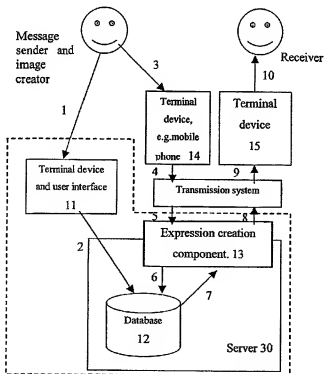 Message
sender and
image
creator
3
Receiver
1
10
Terminal
device,
e.g.mobile
phone 14
Terminal
device
15
4
9
Terminal device
and user interface
11
Transmission system
5
8
2
Expression creation
component. 13
6
7
Database
12
Server 30